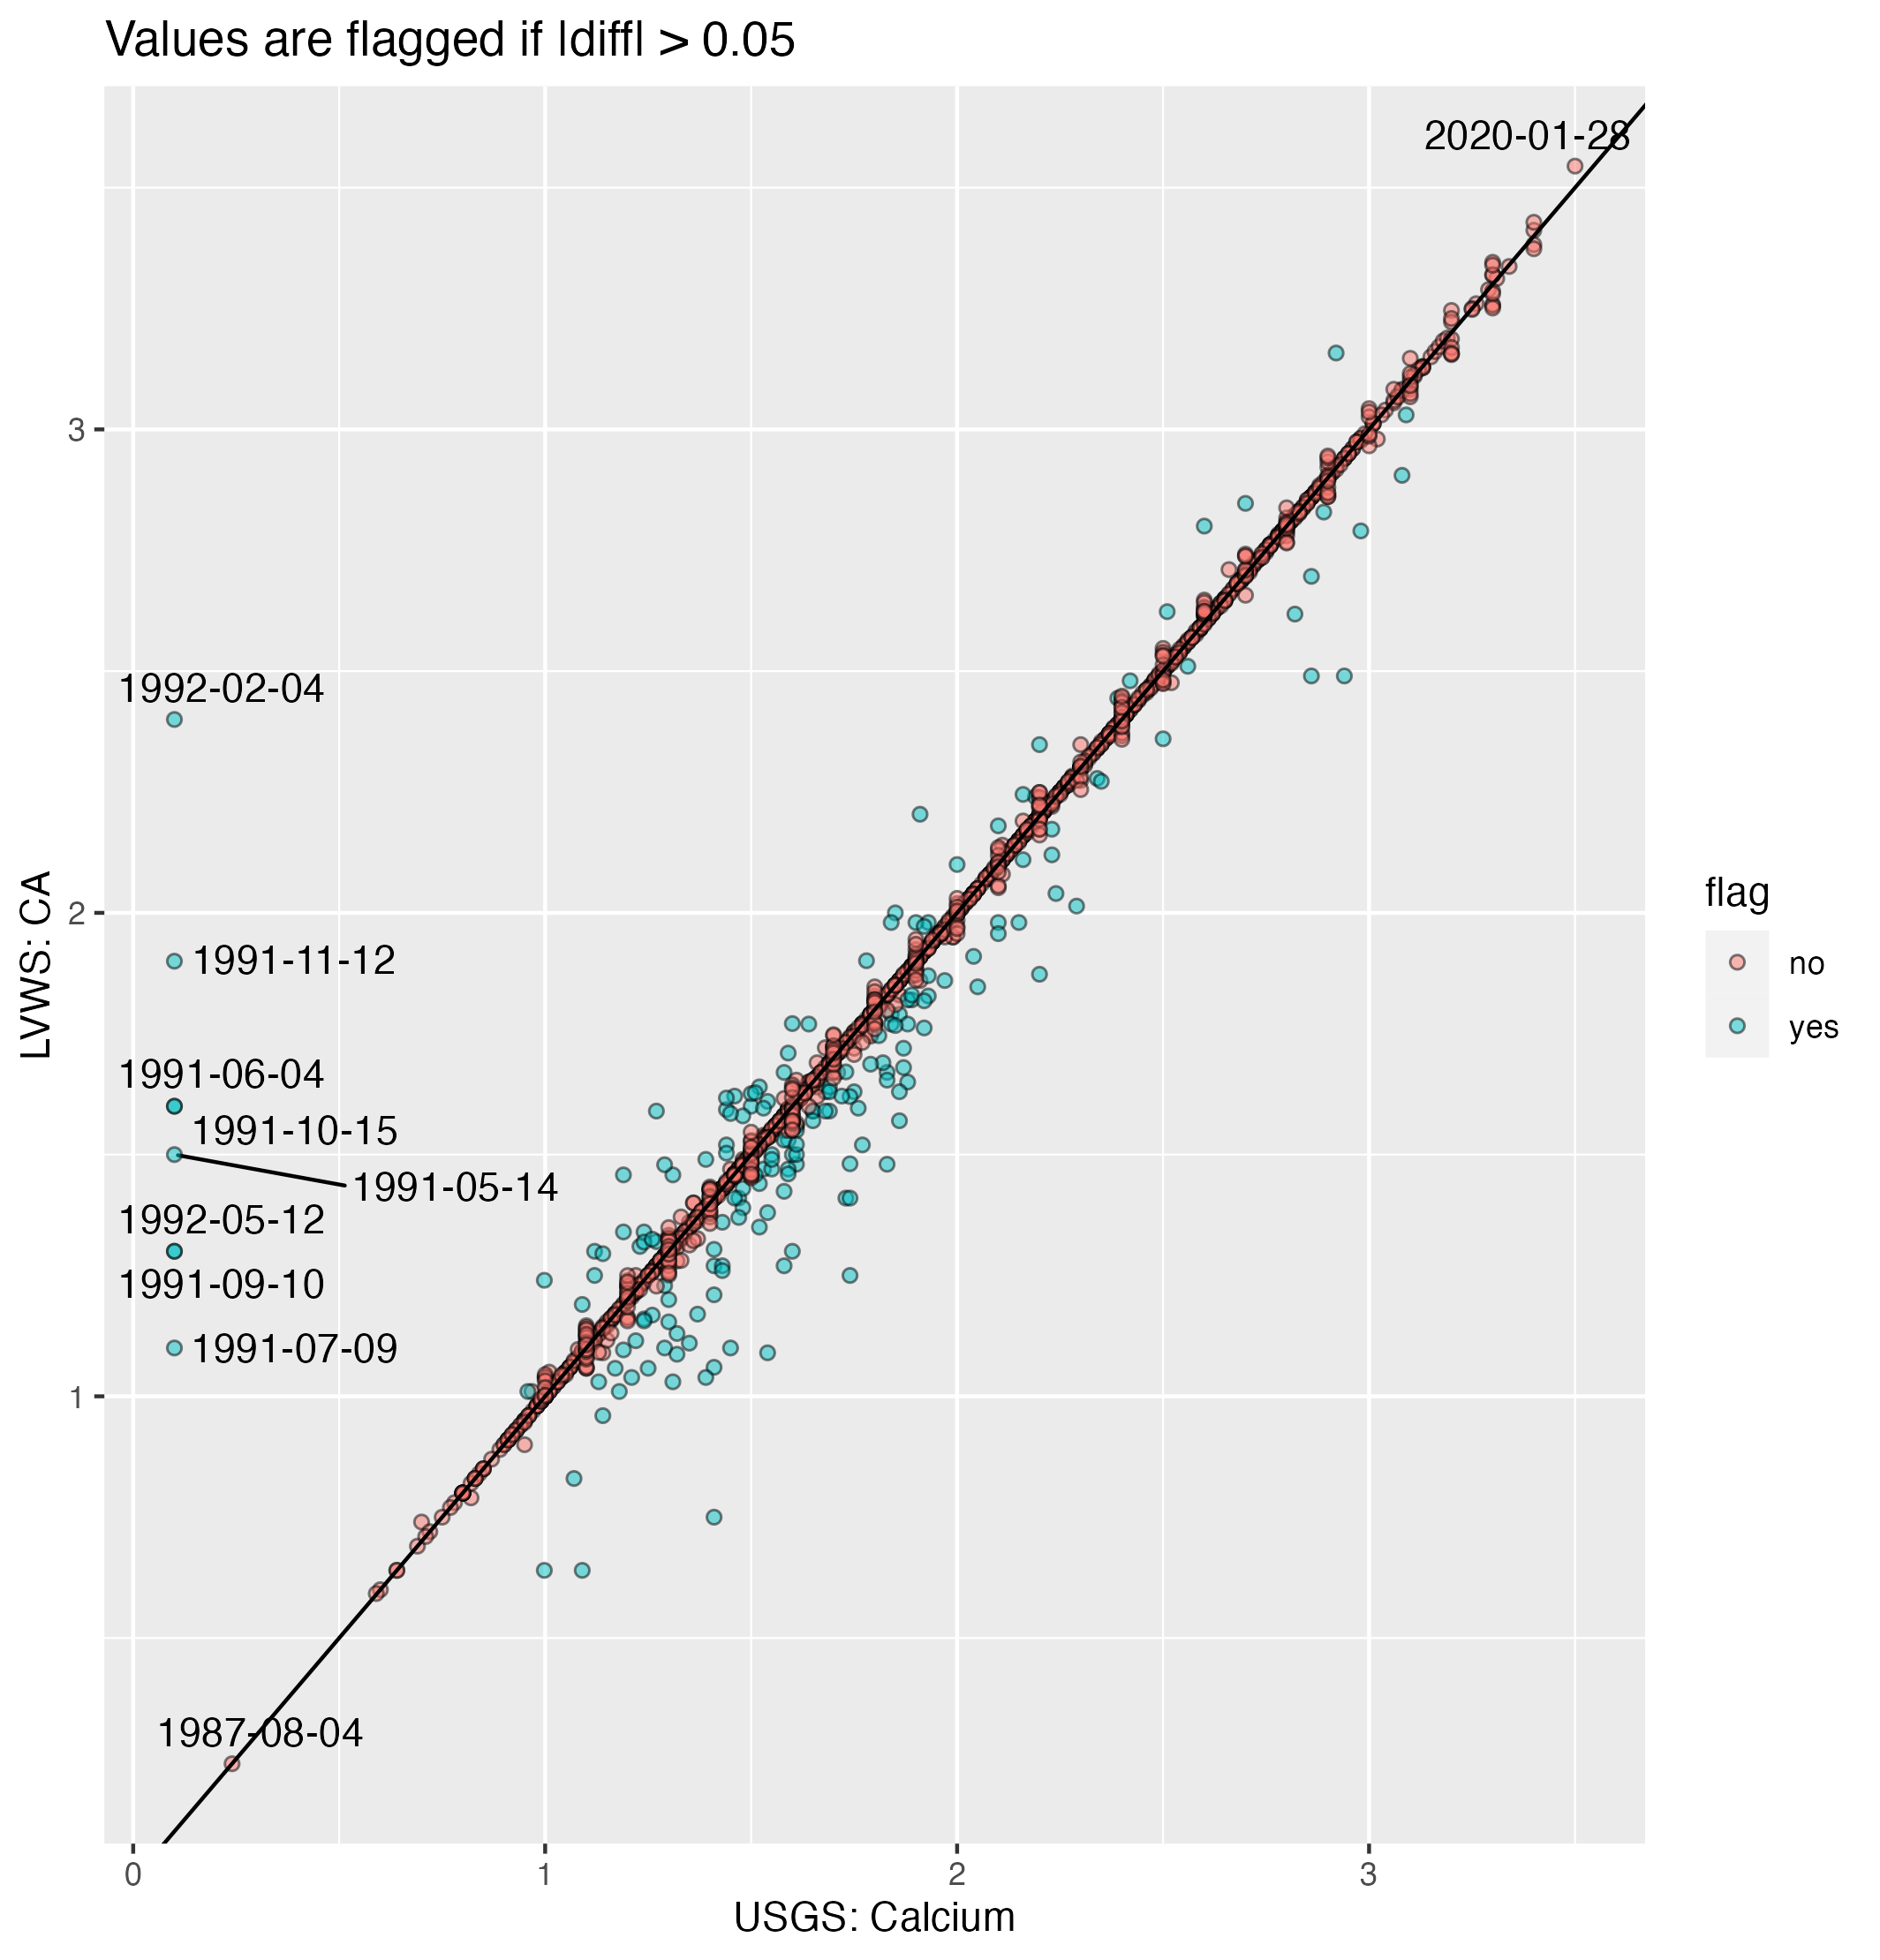 Values are flagged if |diff| > 0.05
2020-01-28
3
1992-02-04
2
1991-11-12
1991-06-04
1991-10-15
1991-05-14
1992-05-12
1991-09-10
1991-07-09
1
1987-08-04
0 1 2 3
USGS: Calcium
LVWS: CA
flag
no
yes